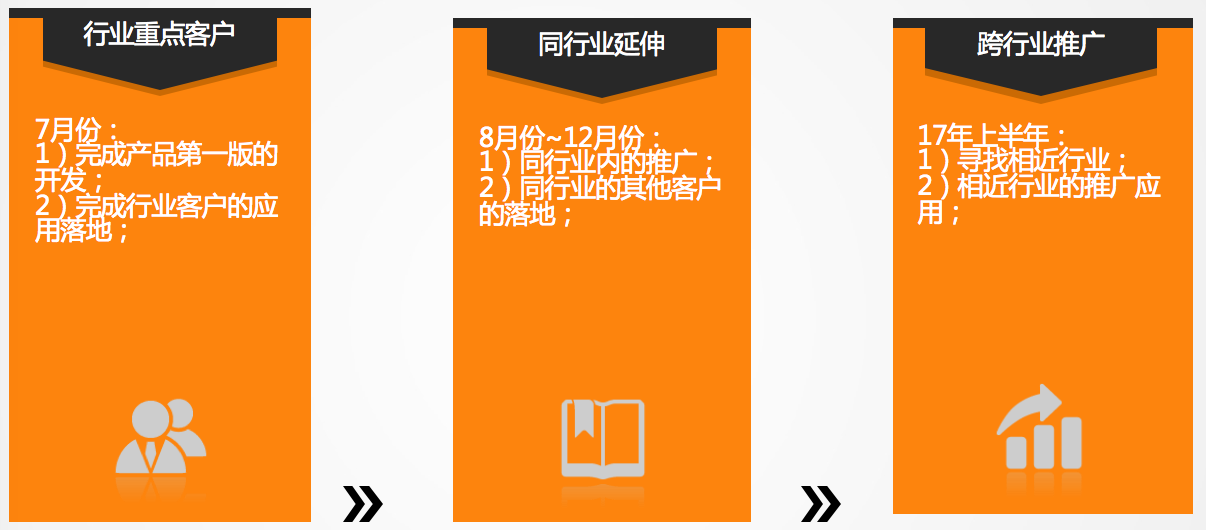 行业重点客户
7月份：
1）完成产品第一版的
开发；
2）完成行业客户的应
用落地；
同行业延伸
8月份~12月份：
1）同行业内的推广；
2）同行业的其他客户
的落地；
跨行业推广
17年上半年：
1）寻找相近行业；
2）相近行业的推广应
用；